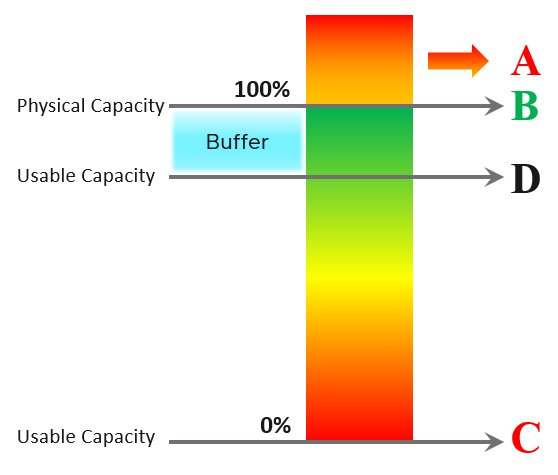 A
100%
Physical Capacity
B
Buffer
Usable Capacity
D
0%
Usable Capacity
C